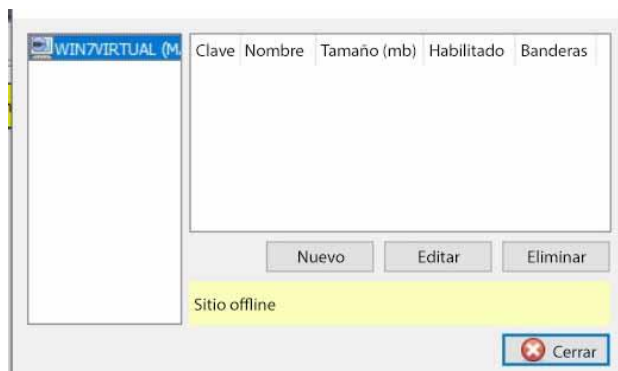 WIN7VIRTUAL (M
Clave Nombre Tamaño (mb) Habilitado Banderas
Nuevo Editar Eliminar
Sitio offline
Cerrar